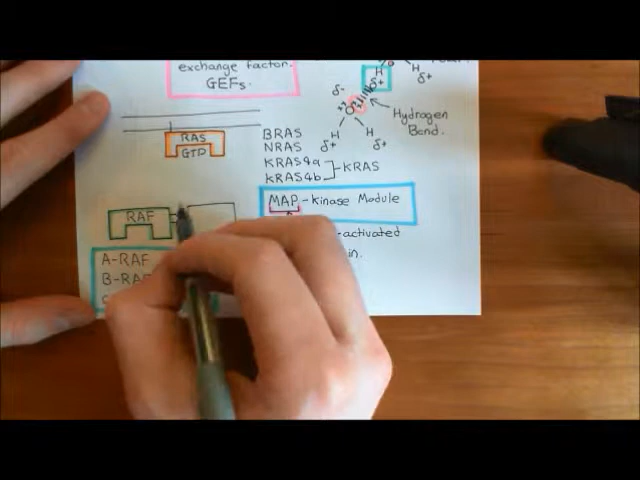 exchange factor.
GEFs.
H
δ+
H
δ+
δ-
O
H
δ+
H
δ+
Hydrogen
Bond.
RAS
GTP
BRAS
NRAS
KRAS4a
KRAS4b
KRAS
MAP-kinase Module
-activated
in.
RAF
A-RAF
B-RAF